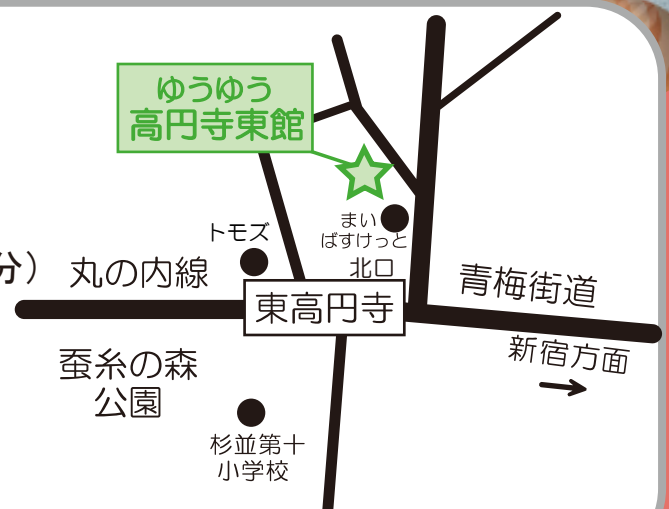 ゆうゆう
高円寺東館
トモズ
まい
ばすけっと
北口
分）
丸の内線
東高円寺
青梅街道
新宿方面
→
蚕糸の森
公園
杉並第十
小学校